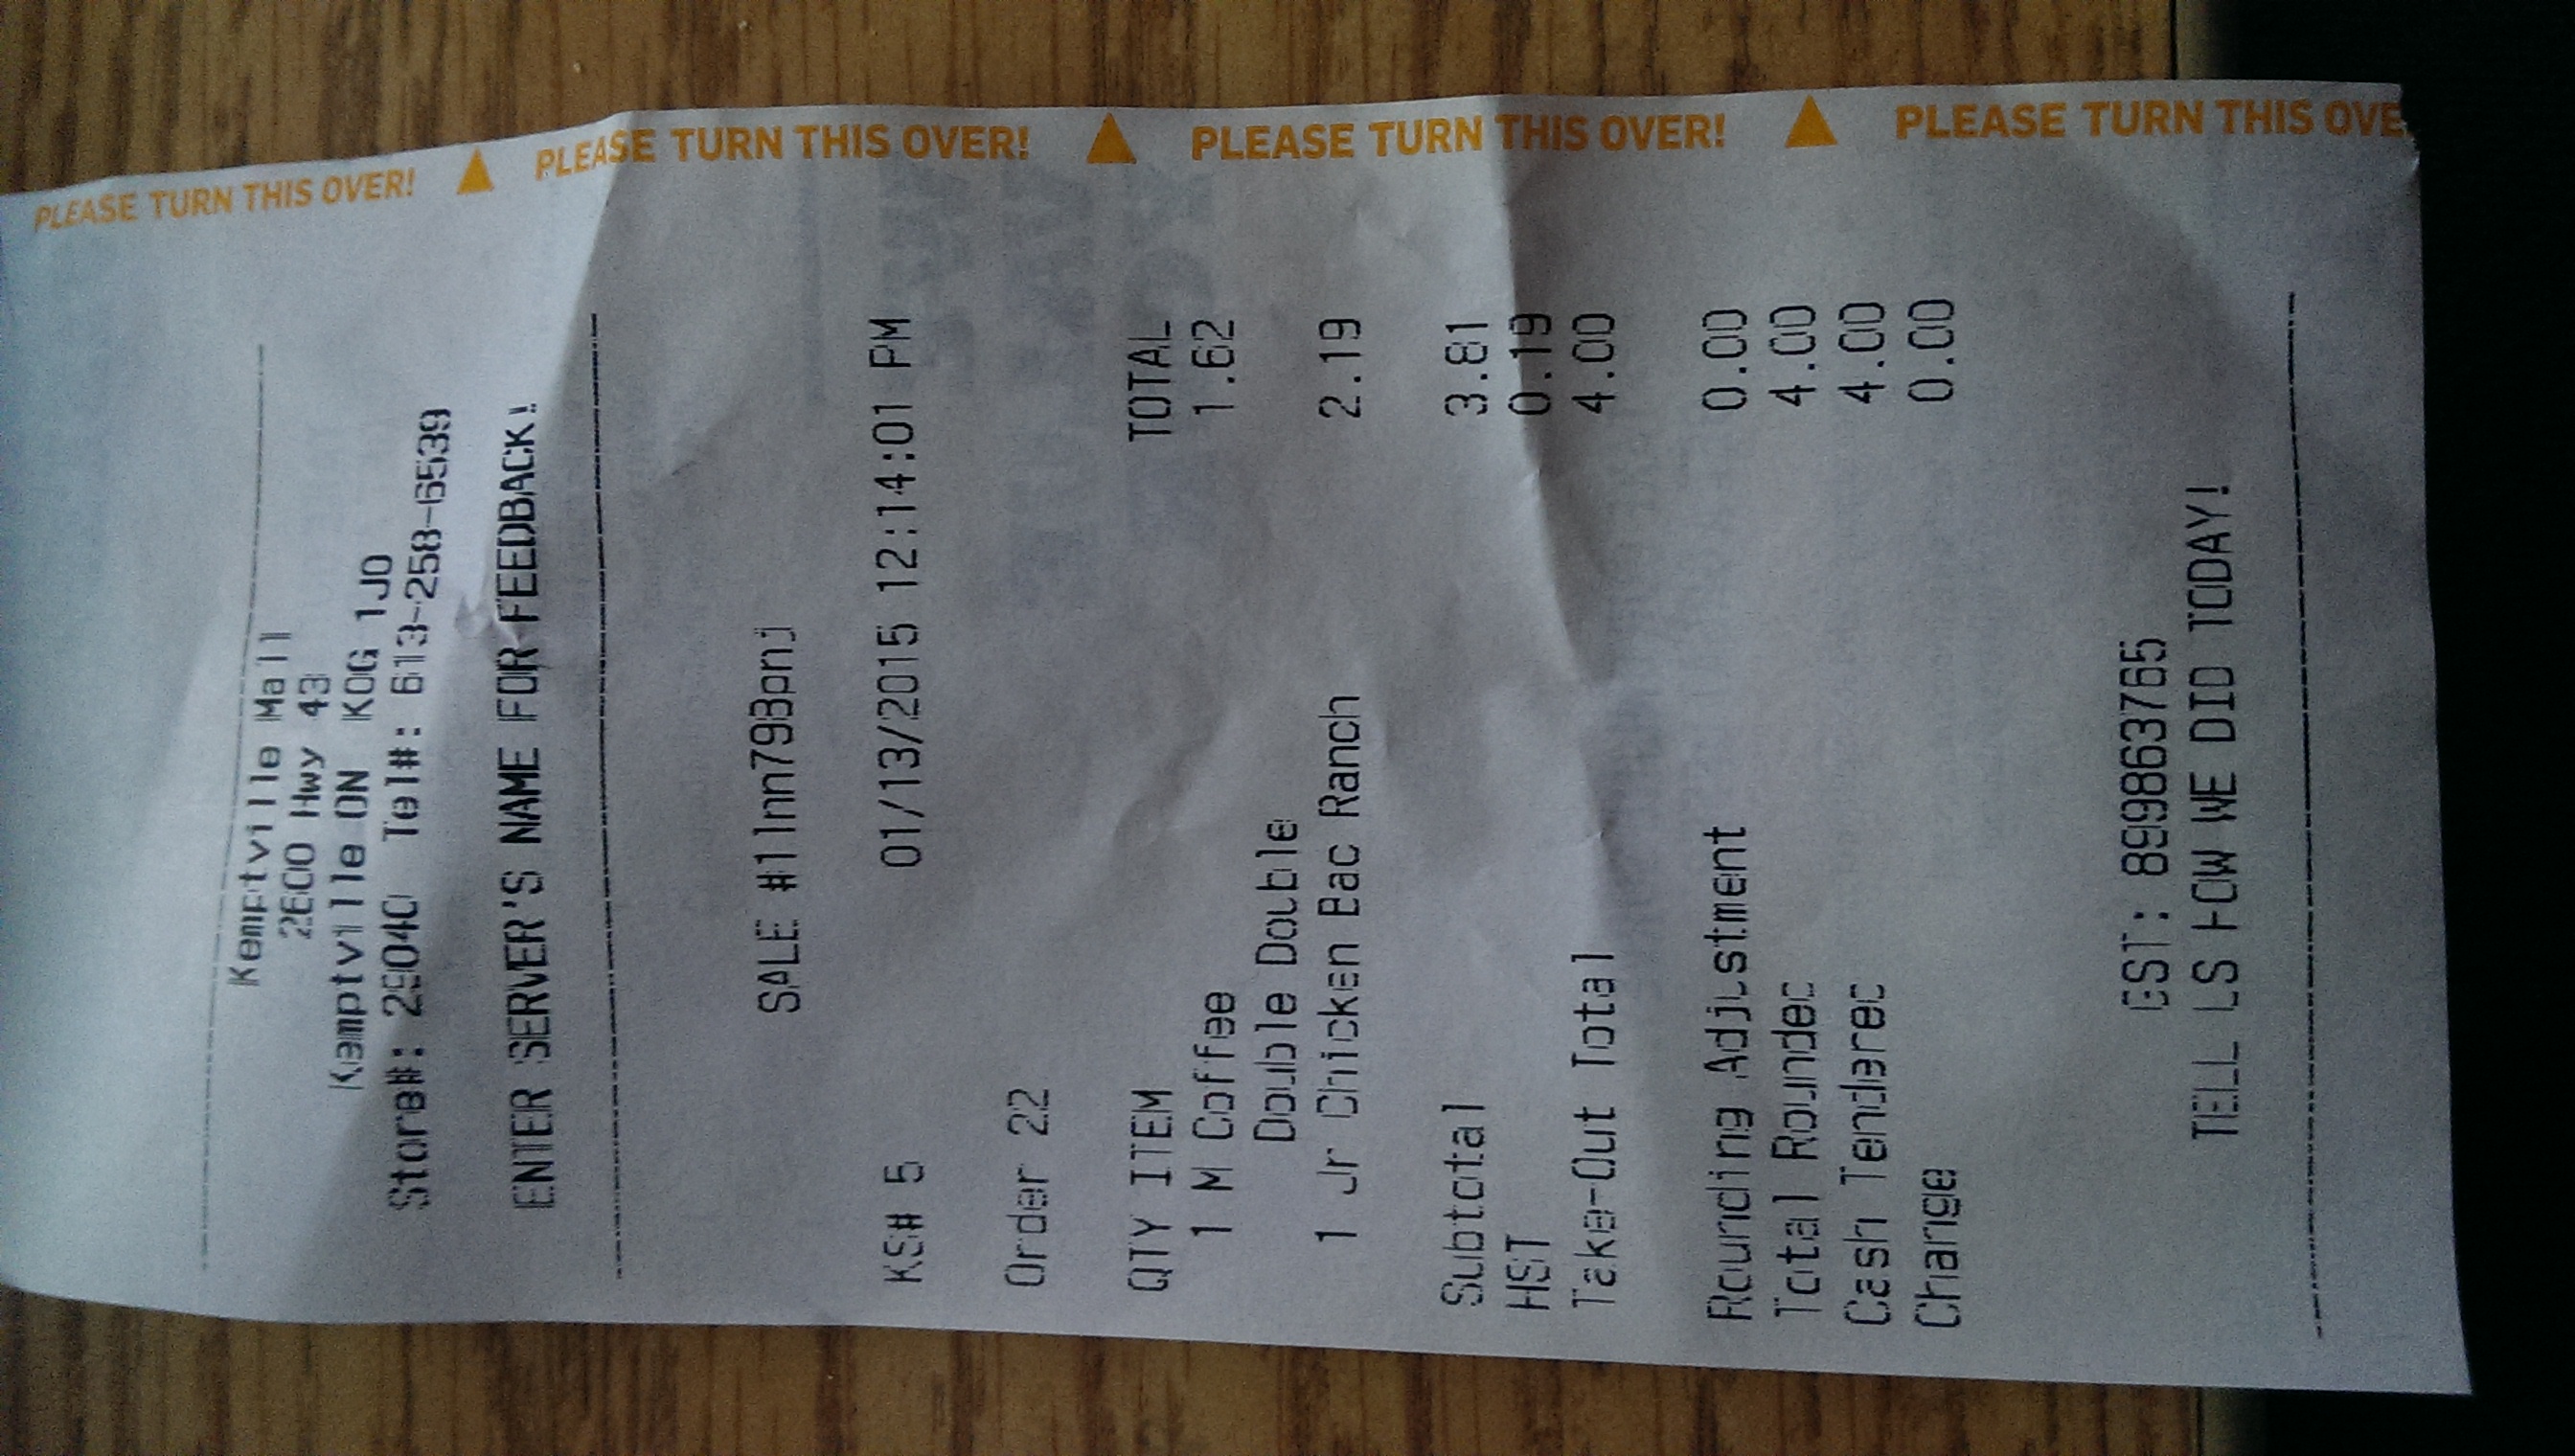 PLEASE TURN THIS OVER! ▲ PLEASE TURN THIS OVER! ▲ PLEASE TURN THIS OVER! ▲ PLEASE TURN THIS OVE
Kemptville Mall
2600 Hwy 43
Kemptville ON K0G 1J0
Store#: 29040 Tel#: 613-258-6539
ENTER SERVER'S NAME FOR FEEDBACK!
SALE #11nn793pnj
KS# 5 01/13/2015 12:14:01 PM
Order 22
QTY ITEM TOTAL
1 M Coffee 1.62
Double Double
1 Jr Chicken Bac Ranch 2.19
Subtotal 3.81
HST 0.19
Take-Out Total 4.00
Rounding Adjustment 0.00
Total Rounded 4.00
Cash Tendered 4.00
Change 0.00
GST: 899863765
TELL US HOW WE DID TODAY!